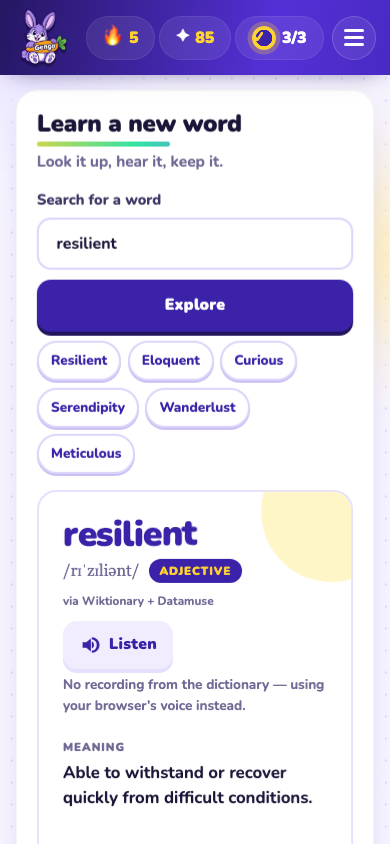 Gengo
5
85
3/3
Learn a new word
Look it up, hear it, keep it.
Search for a word
resilient
Explore
Resilient
Eloquent
Curious
Serendipity
Wanderlust
Meticulous
resilient
/rɪˈzɪliənt/ ADJECTIVE
via Wiktionary + Datamuse
Listen
No recording from the dictionary — using
your browser's voice instead.
MEANING
Able to withstand or recover
quickly from difficult conditions.